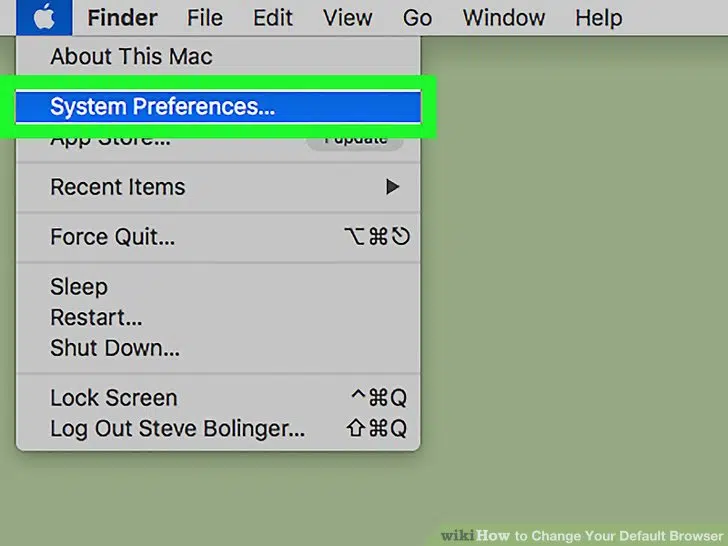 Finder File Edit View Go Window Help
About This Mac
System Preferences...
App Store... 1 update
Recent Items ▶
Force Quit... ⌥⌘⎋
Sleep
Restart...
Shut Down...
Lock Screen ^⌘Q
Log Out Steve Bolinger... ⇧⌘Q
wikiHow to Change Your Default Browser